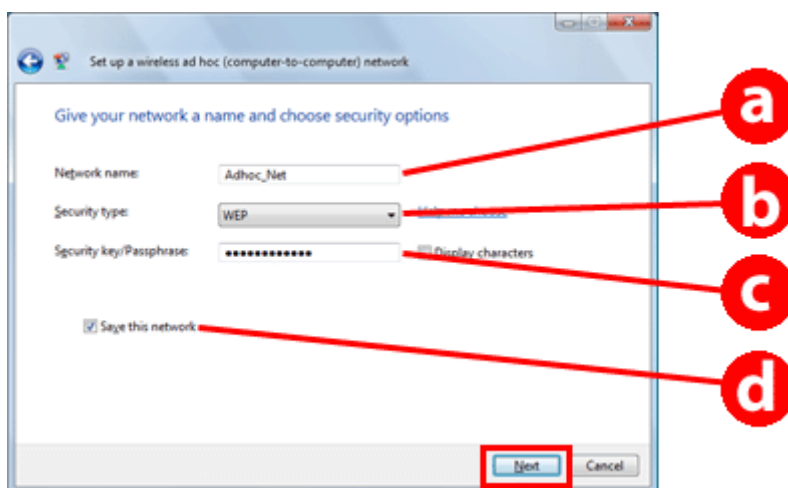 Set up a wireless ad hoc (computer-to-computer) network
Give your network a name and choose security options
a
Network name: Adhoc_Net
Security type: WEP
b
Security key/Passphrase: •••••••••••• Display characters
c
Save this network
d
Next Cancel